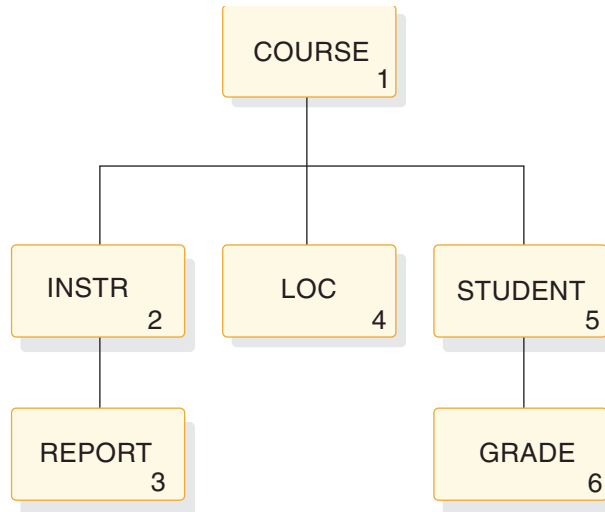 COURSE
1
INSTR
2
LOC
4
STUDENT
5
REPORT
3
GRADE
6